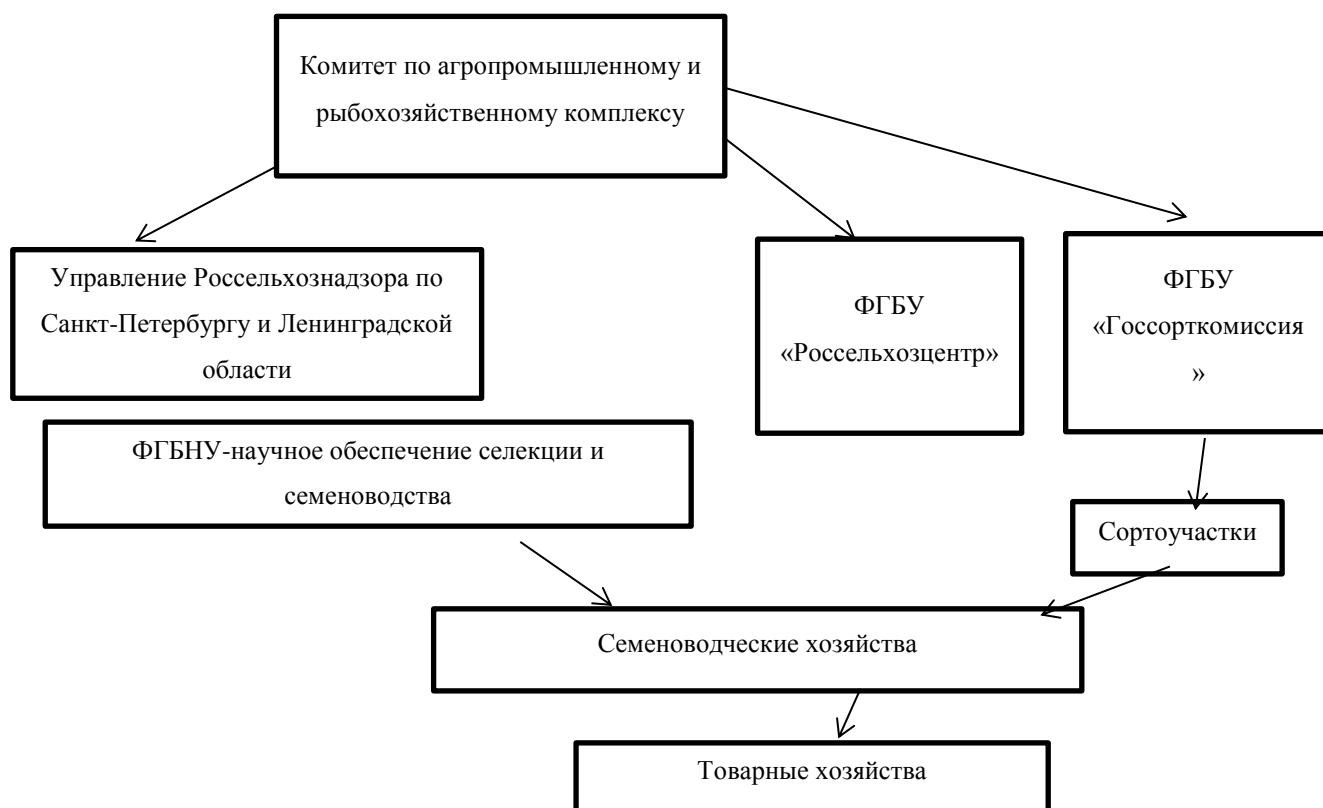 Комитет по агропромышленному и
рыбохозяйственному комплексу
Управление Россельхознадзора по
Санкт-Петербургу и Ленинградской
области
ФГБУ
«Россельхозцентр»
ФГБУ
«Госсорткомиссия
»
ФГБНУ-научное обеспечение селекции и
семеноводства
Сортоучастки
Семеноводческие хозяйства
Товарные хозяйства